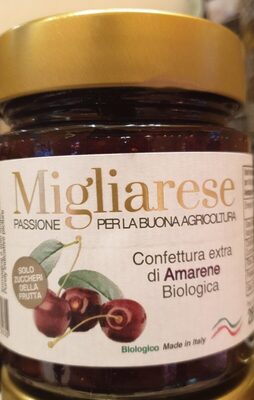 Migliarese
PASSIONE PER LA BUONA AGRICOLTURA
Confettura extra
di Amarene
Biologica
SOLO
ZUCCHERI
DELLA
FRUTTA
Biologico Made in Italy